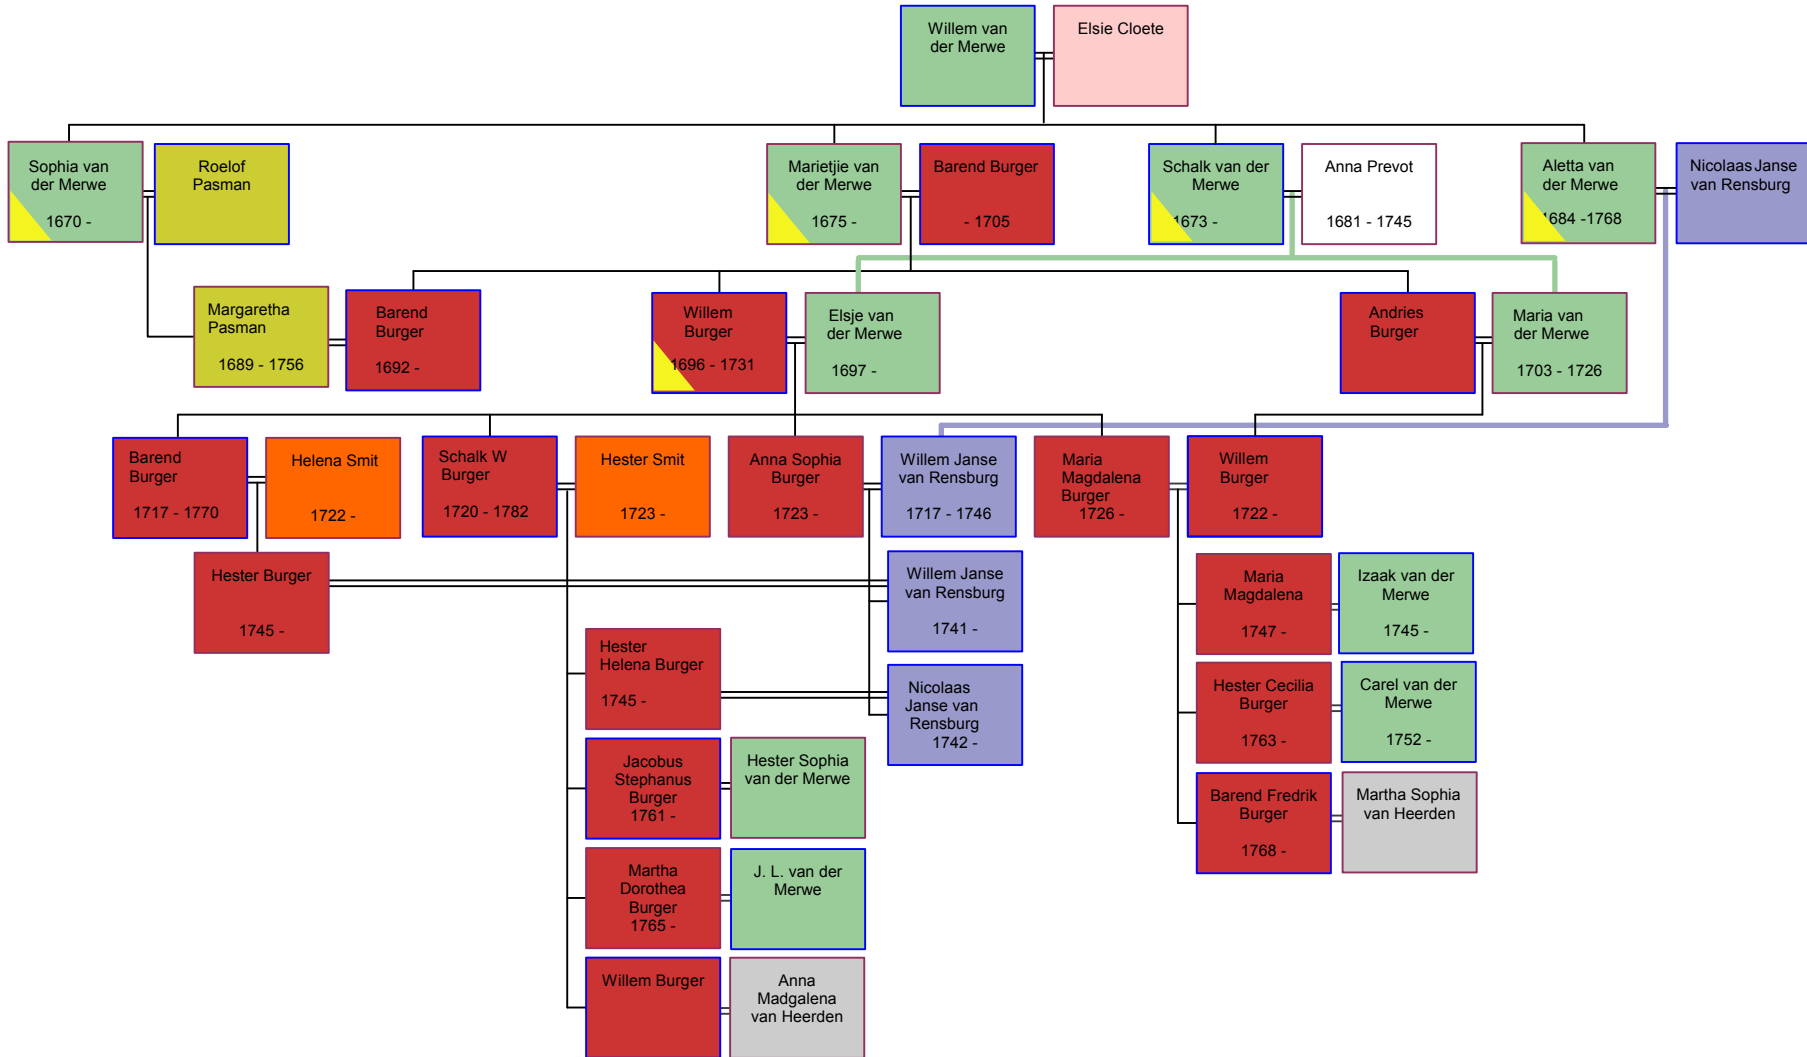 Willem van
der Merwe
Elsie Cloete
Sophia van
der Merwe
1670 -
Roelof
Pasman
Marietjie van
der Merwe
1675 -
Barend Burger
- 1705
Schalk van der
Merwe
1673 -
Anna Prevot
1681 - 1745
Aletta van
der Merwe
1684 -1768
Nicolaas Janse
van Rensburg
Margaretha
Pasman
1689 - 1756
Barend
Burger
1692 -
Willem
Burger
1696 - 1731
Elsje van
der Merwe
1697 -
Andries
Burger
Maria van
der Merwe
1703 - 1726
Barend
Burger
1717 - 1770
Helena Smit
1722 -
Schalk W
Burger
1720 - 1782
Hester Smit
1723 -
Anna Sophia
Burger
1723 -
Willem Janse
van Rensburg
1717 - 1746
Maria
Magdalena
Burger
1726 -
Willem
Burger
1722 -
Hester Burger
1745 -
Willem Janse
van Rensburg
1741 -
Maria
Magdalena
1747 -
Izaak van der
Merwe
1745 -
Hester
Helena Burger
1745 -
Nicolaas
Janse van
Rensburg
1742 -
Hester Cecilia
Burger
1763 -
Carel van der
Merwe
1752 -
Jacobus
Stephanus
Burger
1761 -
Hester Sophia
van der Merwe
Barend Fredrik
Burger
1768 -
Martha Sophia
van Heerden
Martha
Dorothea
Burger
1765 -
J. L. van der
Merwe
Willem Burger
Anna
Madgalena
van Heerden